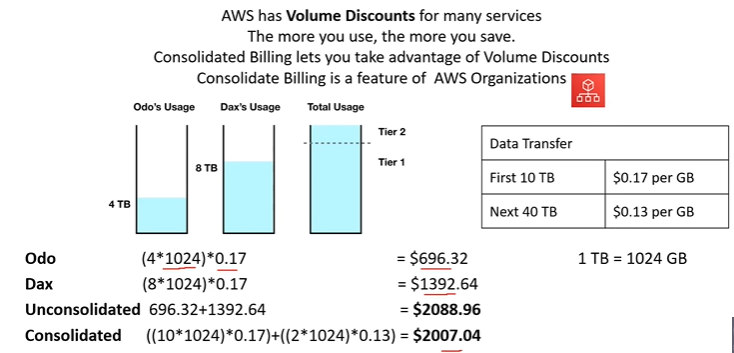 AWS has Volume Discounts for many services
The more you use, the more you save.
Consolidated Billing lets you take advantage of Volume Discounts
Consolidate Billing is a feature of AWS Organizations
Odo's Usage Dax's Usage Total Usage
Tier 2
Tier 1
8 TB
4 TB
Data Transfer
First 10 TB $0.17 per GB
Next 40 TB $0.13 per GB
Odo (4*1024)*0.17 = $696.32 1 TB = 1024 GB
Dax (8*1024)*0.17 = $1392.64
Unconsolidated 696.32+1392.64 = $2088.96
Consolidated ((10*1024)*0.17)+((2*1024)*0.13) = $2007.04